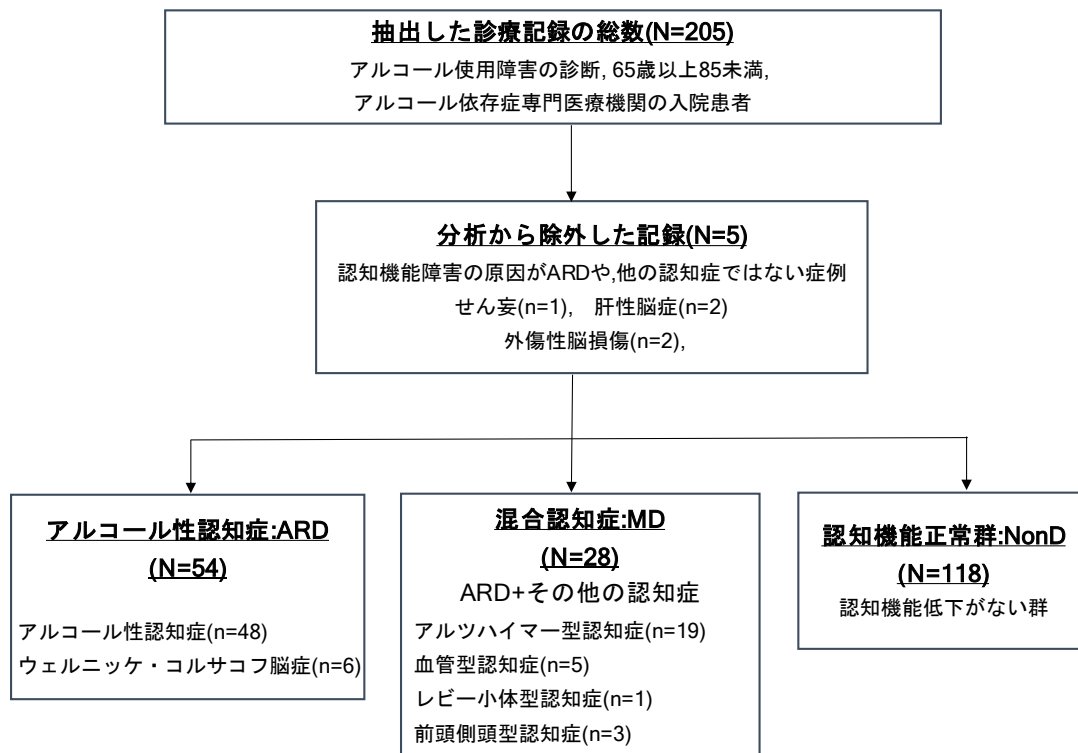 抽出した診療記録の総数(N=205)
アルコール使用障害の診断, 65歳以上85未満,
アルコール依存症専門医療機関の入院患者
分析から除外した記録(N=5)
認知機能障害の原因がARDや,他の認知症ではない症例
せん妄(n=1), 肝性脳症(n=2)
外傷性脳損傷(n=2),
アルコール性認知症:ARD
(N=54)
アルコール性認知症(n=48)
ウェルニッケ・コルサコフ脳症(n=6)
混合認知症:MD
(N=28)
ARD+その他の認知症
アルツハイマー型認知症(n=19)
血管型認知症(n=5)
レビー小体型認知症(n=1)
前頭側頭型認知症(n=3)
認知機能正常群:NonD
(N=118)
認知機能低下がない群